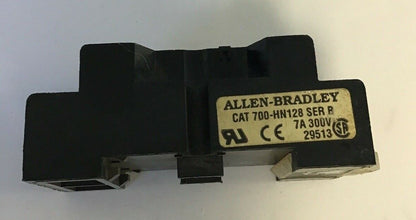 ALLEN-BRADLEY
CAT 700-HN128 SER B
7A 300V
29513